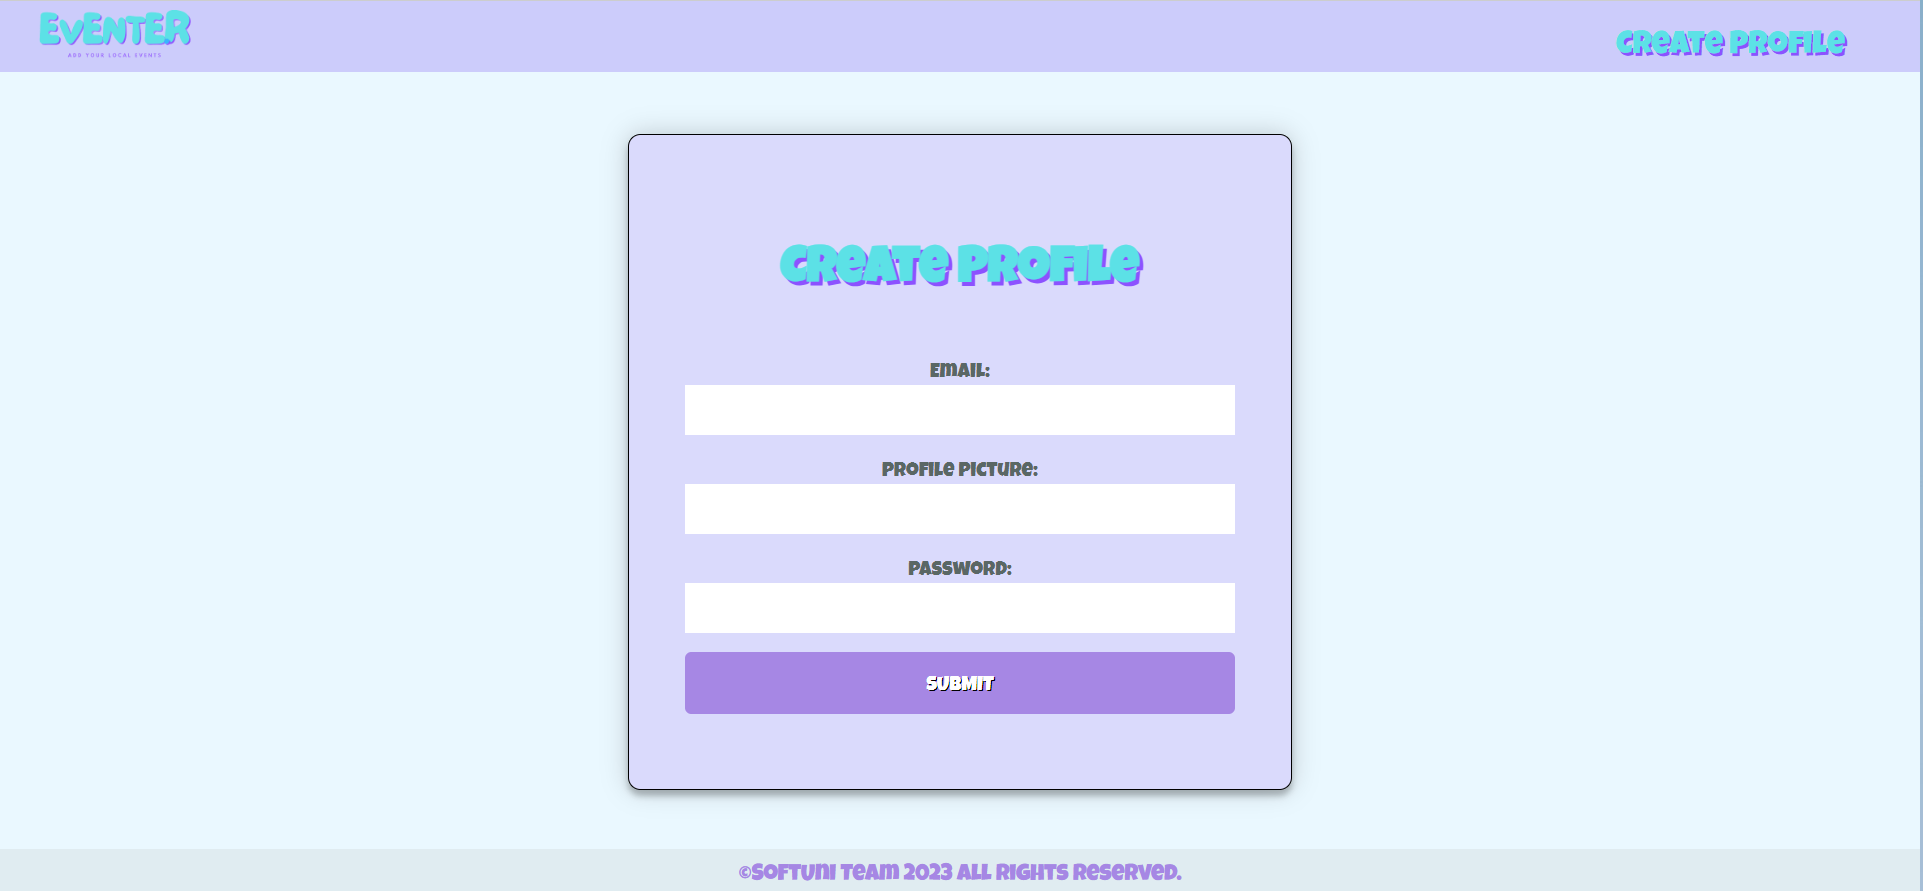 EVENTER
ADD YOUR LOCAL EVENTS
Create Profile
Create Profile
Email:
Profile Picture:
Password:
SUBMIT
©SoftUni Team 2023 All rights reserved.